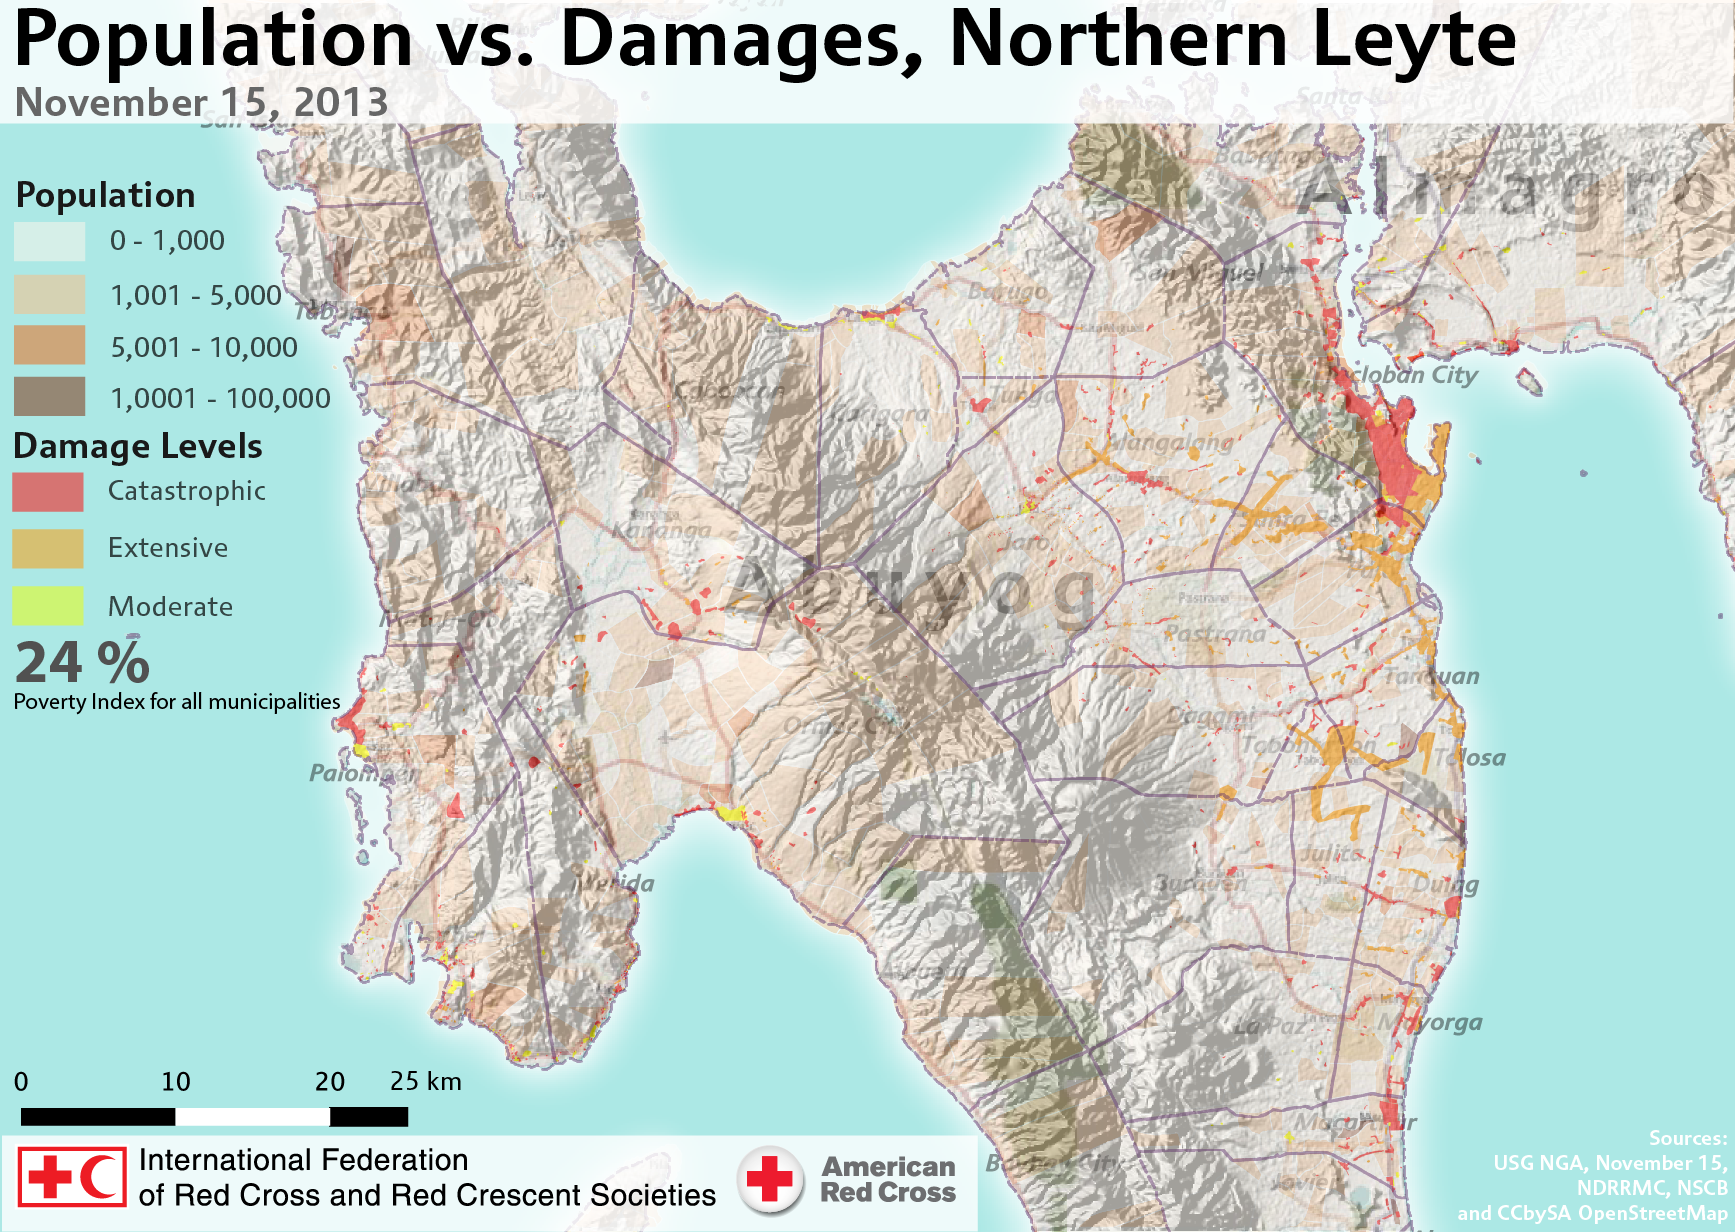 Population vs. Damages, Northern Leyte
November 15, 2013
Population
0 - 1,000
1,001 - 5,000
5,001 - 10,000
1,0001 - 100,000
Damage Levels
Catastrophic
Extensive
Moderate
24 %
Poverty Index for all municipalities
Babatngon
Almagro
Leyte
San Miguel
Burugo
Tacloban City
Capoocan
Carigara
Tunga
Alangalang
Kananga
Santa Fe
Jaro
Abuyog
Matag-Ob
Pastrana
Pastrana
Tanauan
Dagami
Ormoc City
Tabontabon
Tolosa
Palompon
Julita
Merida
Burauen
Dulag
La Paz
Mayorga
Macarthur
Baybay City
Javier
0 10 20 25 km
International Federation
of Red Cross and Red Crescent Societies
American
Red Cross
Sources:
USG NGA, November 15,
NDRRMC, NSCB
and CCbySA OpenStreetMap